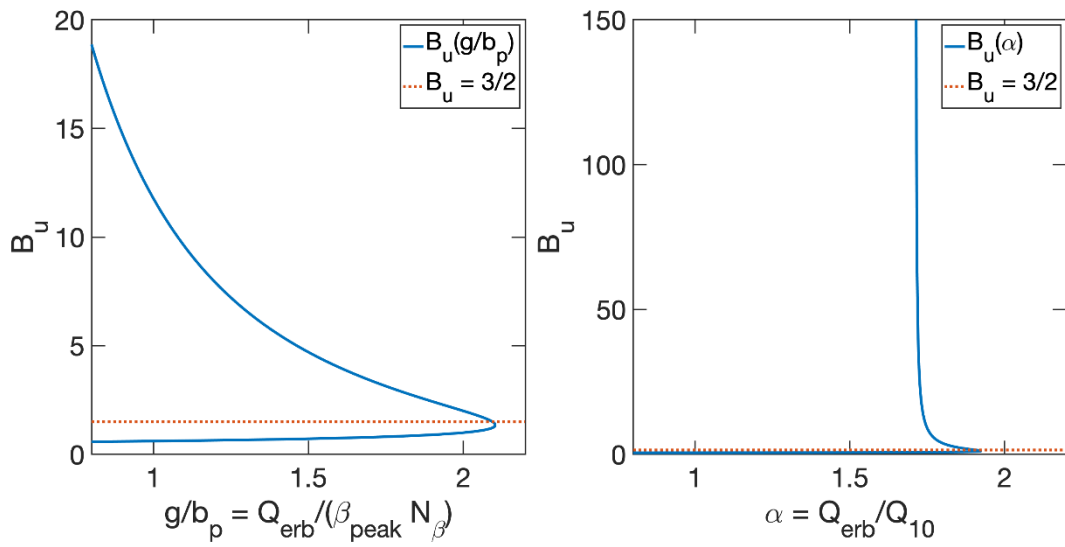 20
15
10
5
0
B_u
1
1.5
2
g/b_p = Q_erb/(β_peak N_β)
B_u(g/b_p)
B_u = 3/2
150
100
50
0
B_u
1
1.5
2
α = Q_erb/Q_10
B_u(α)
B_u = 3/2